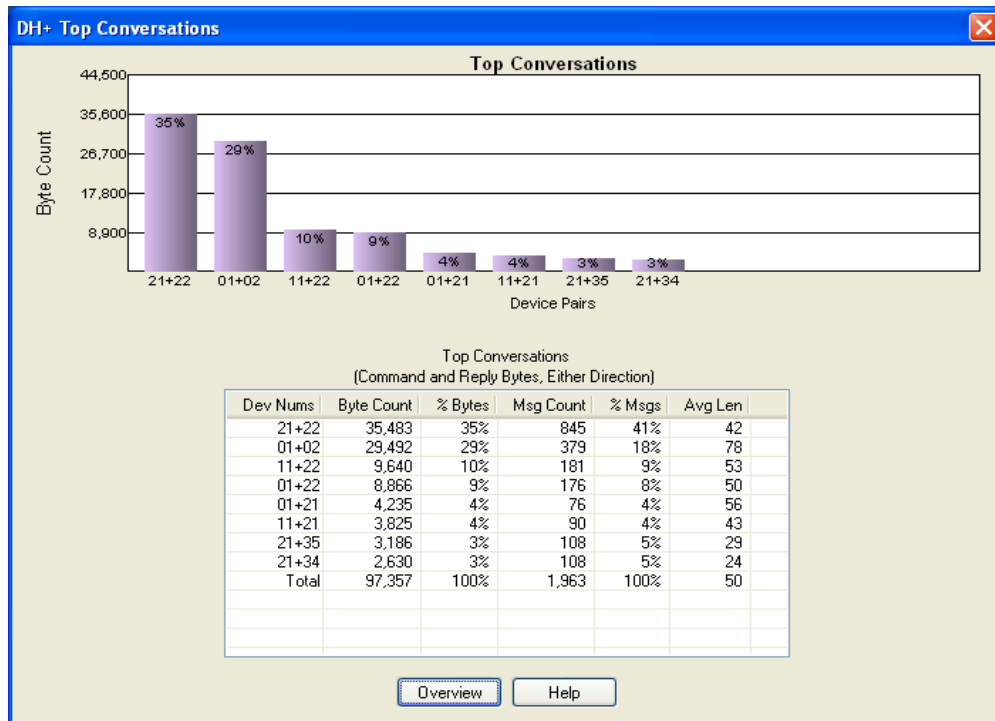 DH+ Top Conversations
Top Conversations
44,500
35,600
26,700
17,800
8,900
Byte Count
35%
29%
10%
9%
4%
4%
3%
3%
21+22 01+02 11+22 01+22 01+21 11+21 21+35 21+34
Device Pairs
Top Conversations
(Command and Reply Bytes, Either Direction)
Dev Nums Byte Count % Bytes Msg Count % Msgs Avg Len
21+22 35,483 35% 845 41% 42
01+02 29,492 29% 379 18% 78
11+22 9,640 10% 181 9% 53
01+22 8,866 9% 176 8% 50
01+21 4,235 4% 76 4% 56
11+21 3,825 4% 90 4% 43
21+35 3,186 3% 108 5% 29
21+34 2,630 3% 108 5% 24
Total 97,357 100% 1,963 100% 50
Overview Help